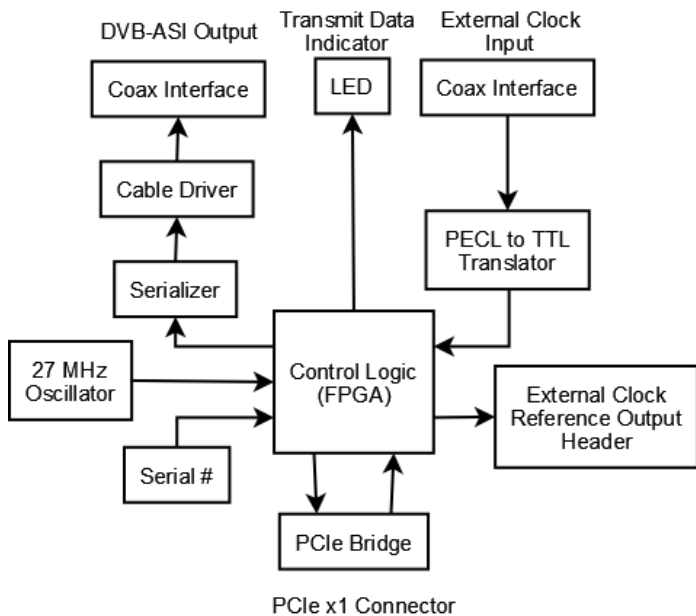 DVB-ASI Output
Transmit Data
Indicator
External Clock
Input
Coax Interface
LED
Coax Interface
Cable Driver
PECL to TTL
Translator
Serializer
27 MHz
Oscillator
Control Logic
(FPGA)
External Clock
Reference Output
Header
Serial #
PCIe Bridge
PCIe x1 Connector